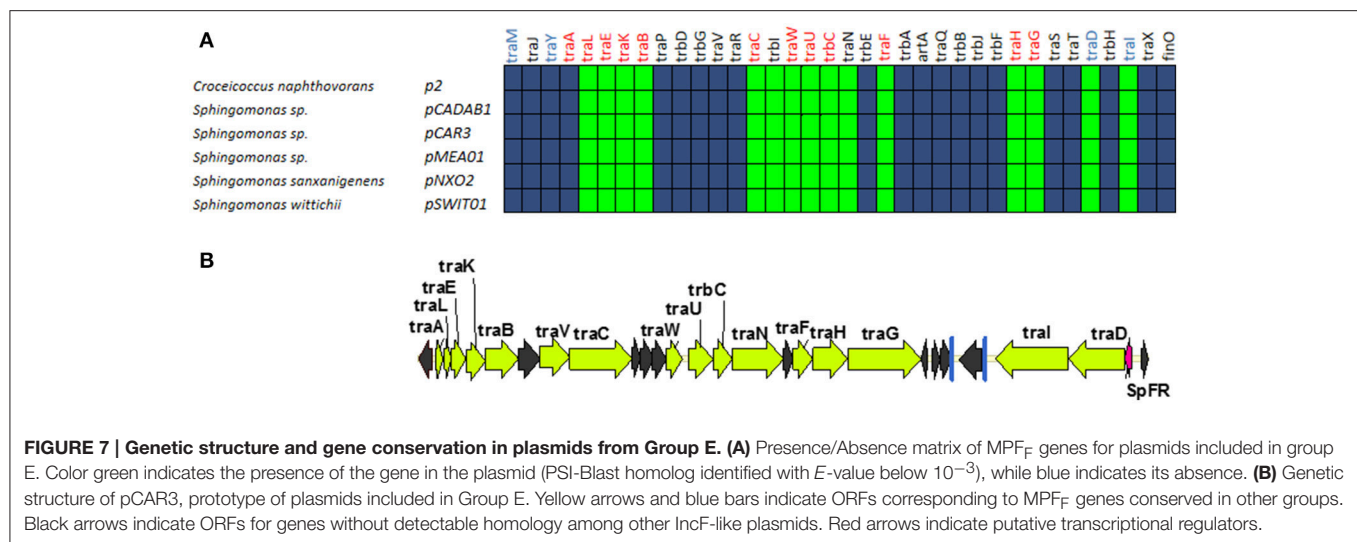 A
traM traJ traY traA traL traE traK traB traP trbD trbG traV traR traC trbI traW traU trbC traN trbE traF trbA artA traQ trbB trbJ trbF traH traG traS traT traD trbH traI traX finO
Croceicoccus naphthovorans p2
Sphingomonas sp. pCADAB1
Sphingomonas sp. pCAR3
Sphingomonas sp. pMEA01
Sphingomonas sanxanigenens pNXO2
Sphingomonas wittichii pSWIT01
B
traK
traE
traL
traA
traB
traV
traC
traW
traU
trbC
traN
traF
traH
traG
traI
traD
SpFR
FIGURE 7 | Genetic structure and gene conservation in plasmids from Group E. (A) Presence/Absence matrix of MPFF genes for plasmids included in group
E. Color green indicates the presence of the gene in the plasmid (PSI-Blast homolog identified with E-value below 10−3), while blue indicates its absence. (B) Genetic
structure of pCAR3, prototype of plasmids included in Group E. Yellow arrows and blue bars indicate ORFs corresponding to MPFF genes conserved in other groups.
Black arrows indicate ORFs for genes without detectable homology among other IncF-like plasmids. Red arrows indicate putative transcriptional regulators.